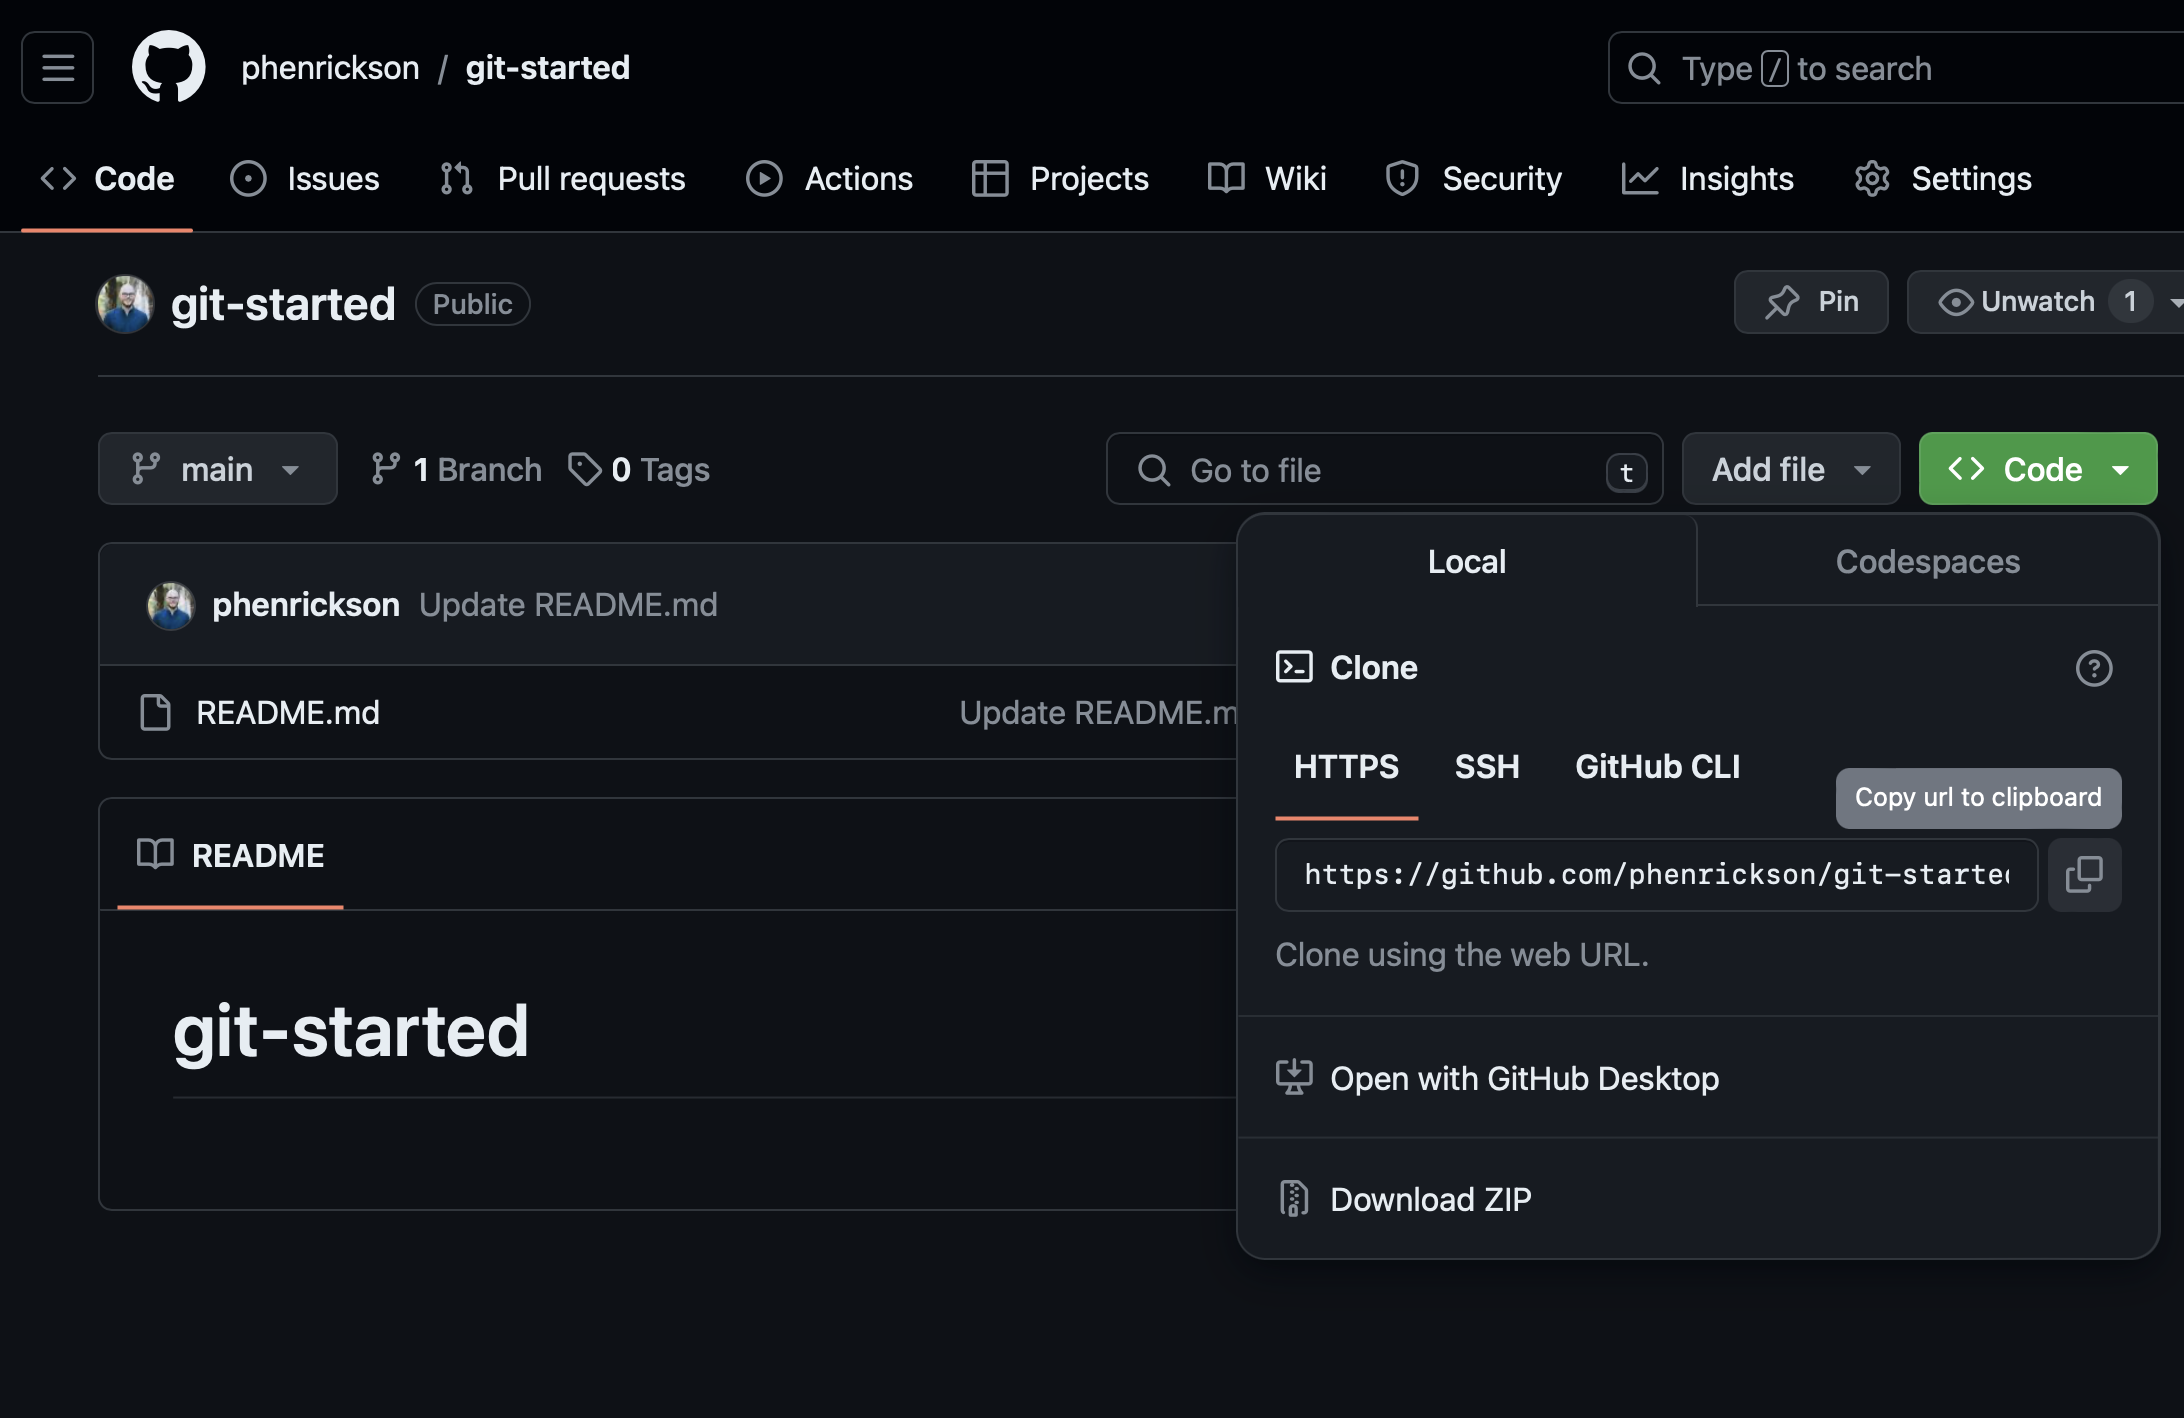 phenrickson / git-started
Type / to search
Code Issues Pull requests Actions Projects Wiki Security Insights Settings
git-started Public
Pin
Unwatch 1
main
1 Branch
0 Tags
Go to file t
Add file
Code
phenrickson Update README.md
README.md Update README.m
README
git-started
Local Codespaces
Clone
HTTPS SSH GitHub CLI
Copy url to clipboard
https://github.com/phenrickson/git-started
Clone using the web URL.
Open with GitHub Desktop
Download ZIP